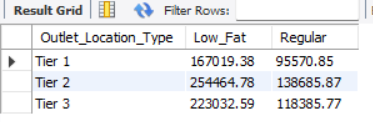 Result Grid Filter Rows:
Outlet_Location_Type Low_Fat Regular
Tier 1 167019.38 95570.85
Tier 2 254464.78 138685.87
Tier 3 223032.59 118385.77